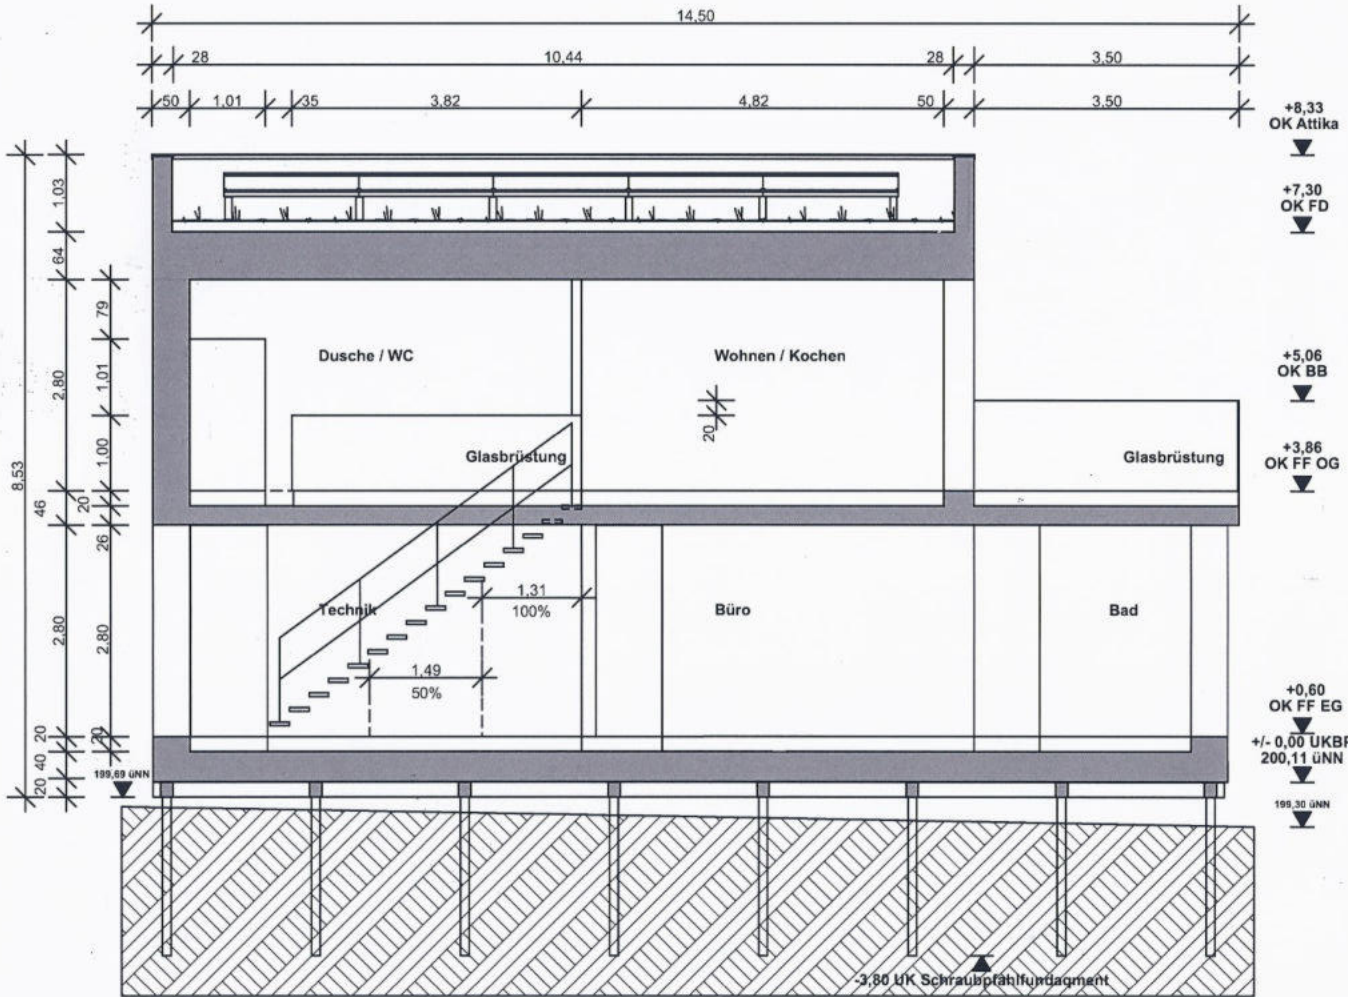 14,50
28
10,44
28
3,50
50
1,01
35
3,82
4,82
50
3,50
+8,33
OK Attika
1,03
+7,30
OK FD
64
79
Dusche / WC
Wohnen / Kochen
+5,06
OK BB
2,80
1,01
20
1,00
Glasbrüstung
Glasbrüstung
+3,86
OK FF OG
8,53
46
20
26
1,31
100%
Technik
Büro
Bad
2,80
2,80
1,49
50%
+0,60
OK FF EG
20
20
+/- 0,00 UKBP
200,11 üNN
40
199,69 üNN
20
199,30 üNN
-3,80 UK Schraubpfahlfundaqment